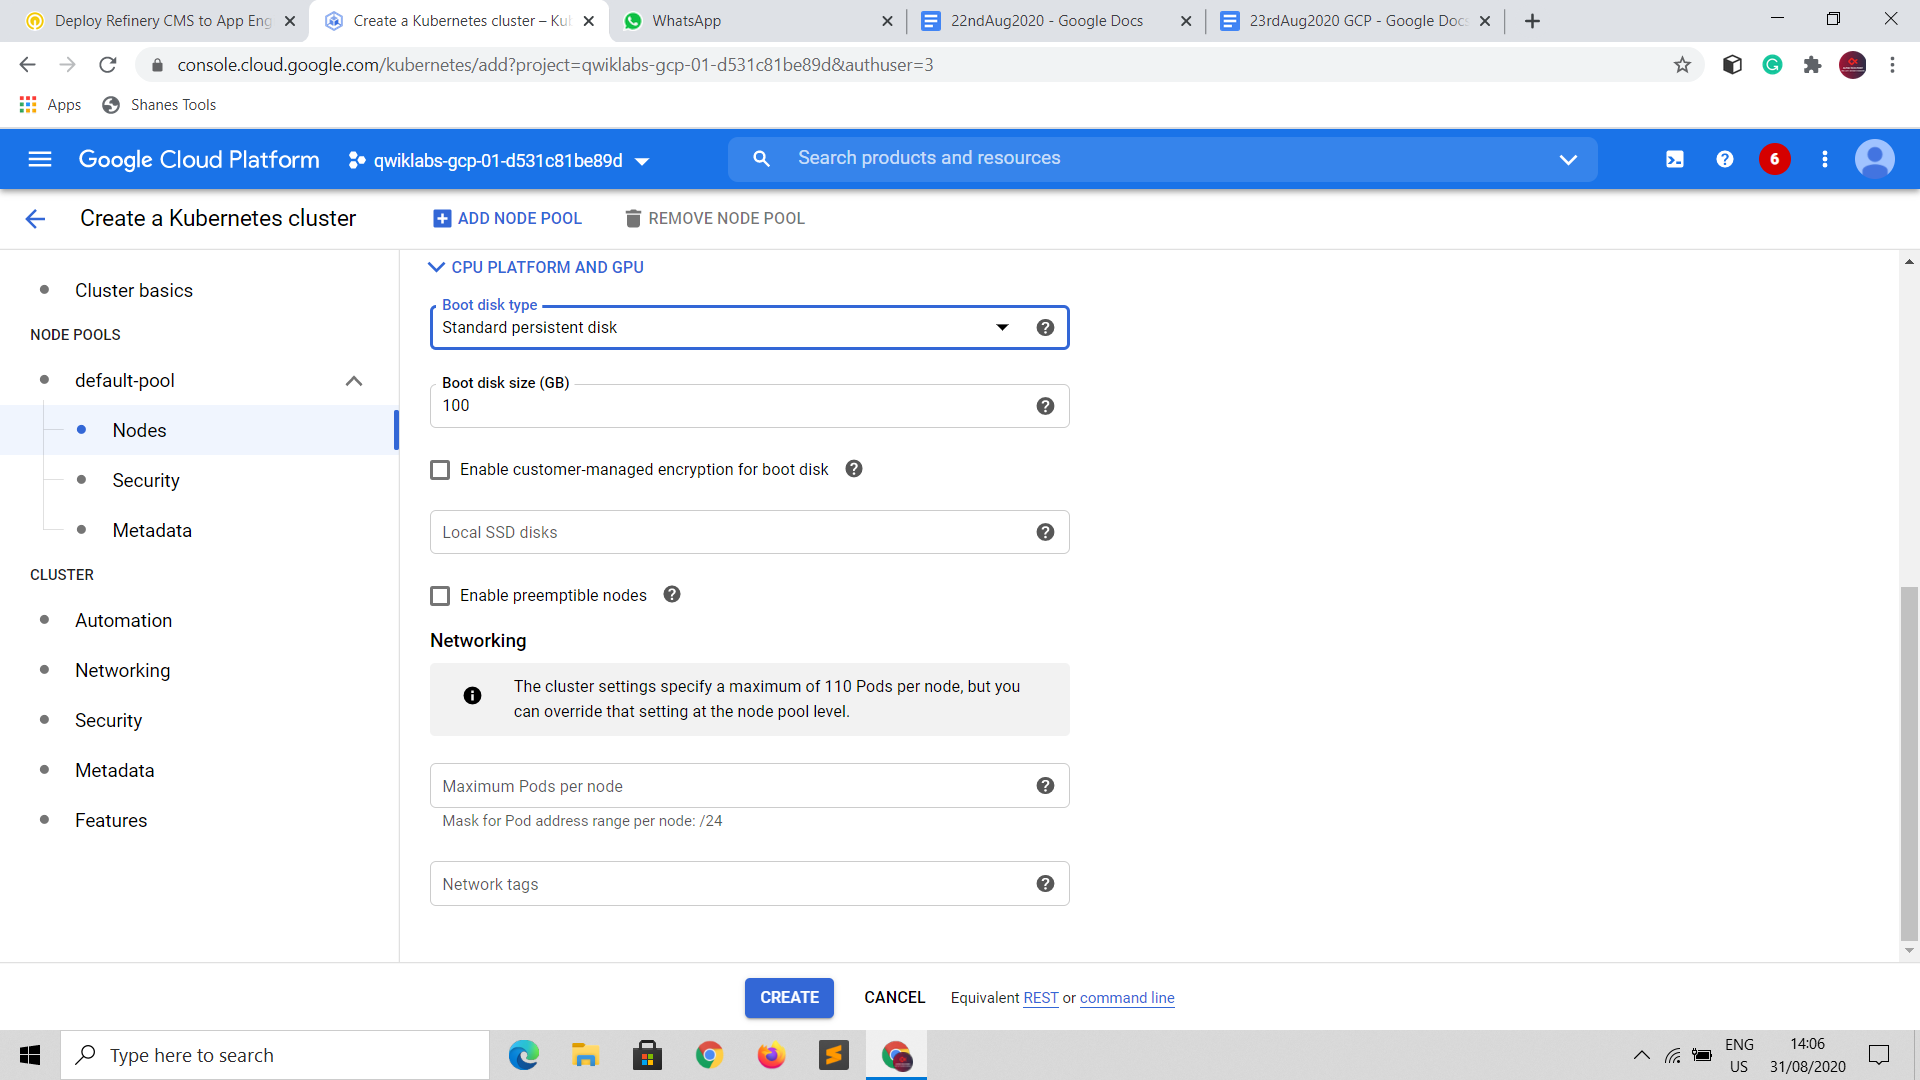 Deploy Refinery CMS to App Eng
Create a Kubernetes cluster – Kub
WhatsApp
22ndAug2020 - Google Docs
23rdAug2020 GCP - Google Docs
console.cloud.google.com/kubernetes/add?project=qwiklabs-gcp-01-d531c81be89d&authuser=3
Apps
Shanes Tools
Google Cloud Platform
qwiklabs-gcp-01-d531c81be89d
Search products and resources
6
Create a Kubernetes cluster
ADD NODE POOL
REMOVE NODE POOL
Cluster basics
NODE POOLS
default-pool
Nodes
Security
Metadata
CLUSTER
Automation
Networking
Security
Metadata
Features
CPU PLATFORM AND GPU
Boot disk type
Standard persistent disk
Boot disk size (GB)
100
Enable customer-managed encryption for boot disk
Local SSD disks
Enable preemptible nodes
Networking
The cluster settings specify a maximum of 110 Pods per node, but you
can override that setting at the node pool level.
Maximum Pods per node
Mask for Pod address range per node: /24
Network tags
CREATE
CANCEL
Equivalent REST or command line
Type here to search
ENG
US
14:06
31/08/2020